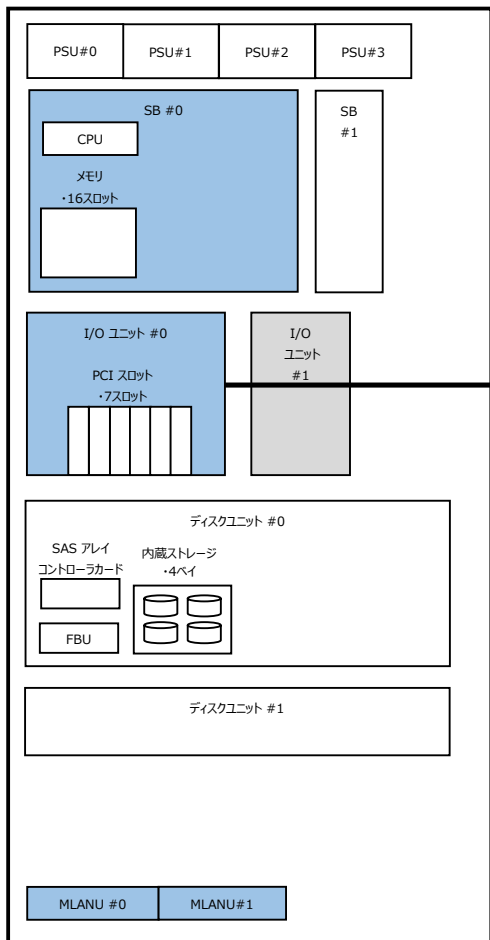 PSU#0 PSU#1 PSU#2 PSU#3
SB #0
CPU
メモリ
・16スロット
SB
#1
I/O ユニット #0
PCI スロット
・7スロット
I/O
ユニット
#1
ディスクユニット #0
SAS アレイ
コントローラカード
FBU
内蔵ストレージ
・4ベイ
ディスクユニット #1
MLANU #0 MLANU#1